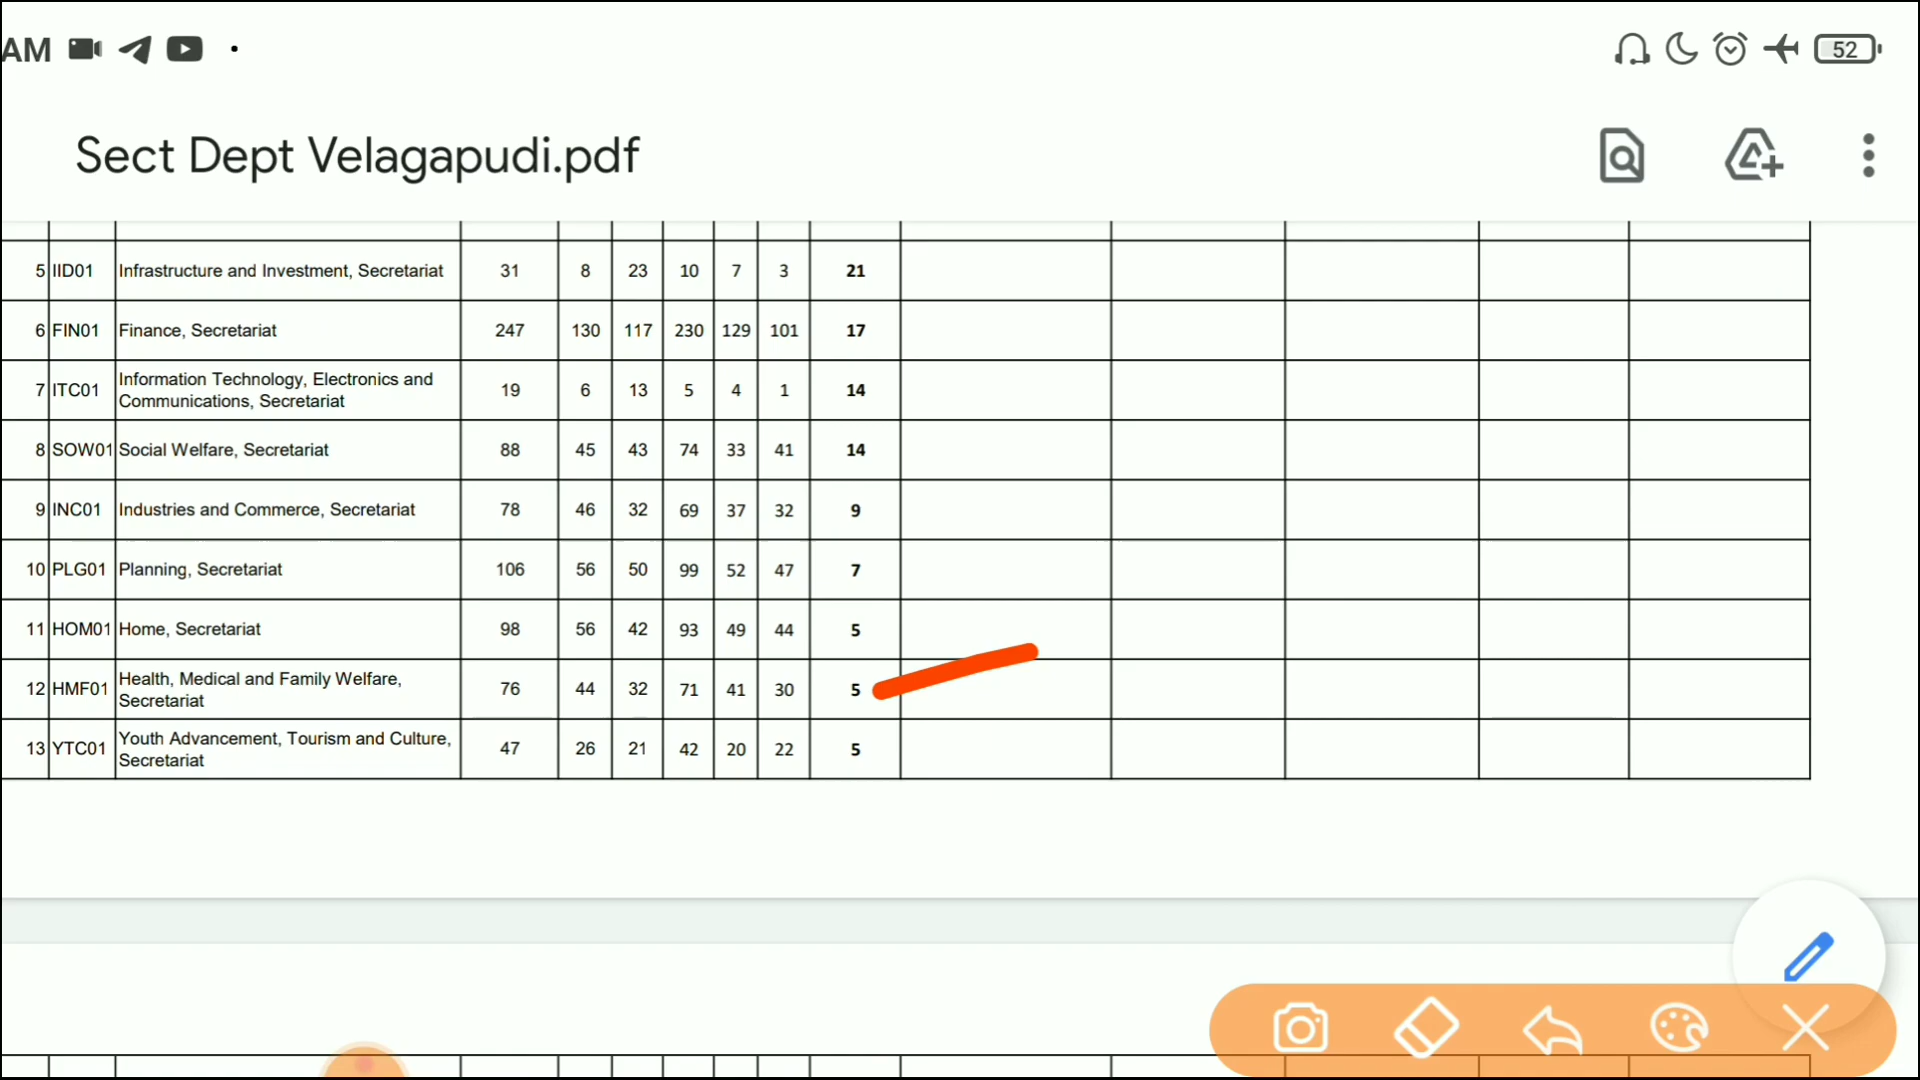 AM
52
Sect Dept Velagapudi.pdf
5 IID01 Infrastructure and Investment, Secretariat 31 8 23 10 7 3 21
6 FIN01 Finance, Secretariat 247 130 117 230 129 101 17
7 ITC01 Information Technology, Electronics and Communications, Secretariat 19 6 13 5 4 1 14
8 SOW01 Social Welfare, Secretariat 88 45 43 74 33 41 14
9 INC01 Industries and Commerce, Secretariat 78 46 32 69 37 32 9
10 PLG01 Planning, Secretariat 106 56 50 99 52 47 7
11 HOM01 Home, Secretariat 98 56 42 93 49 44 5
12 HMF01 Health, Medical and Family Welfare, Secretariat 76 44 32 71 41 30 5
13 YTC01 Youth Advancement, Tourism and Culture, Secretariat 47 26 21 42 20 22 5